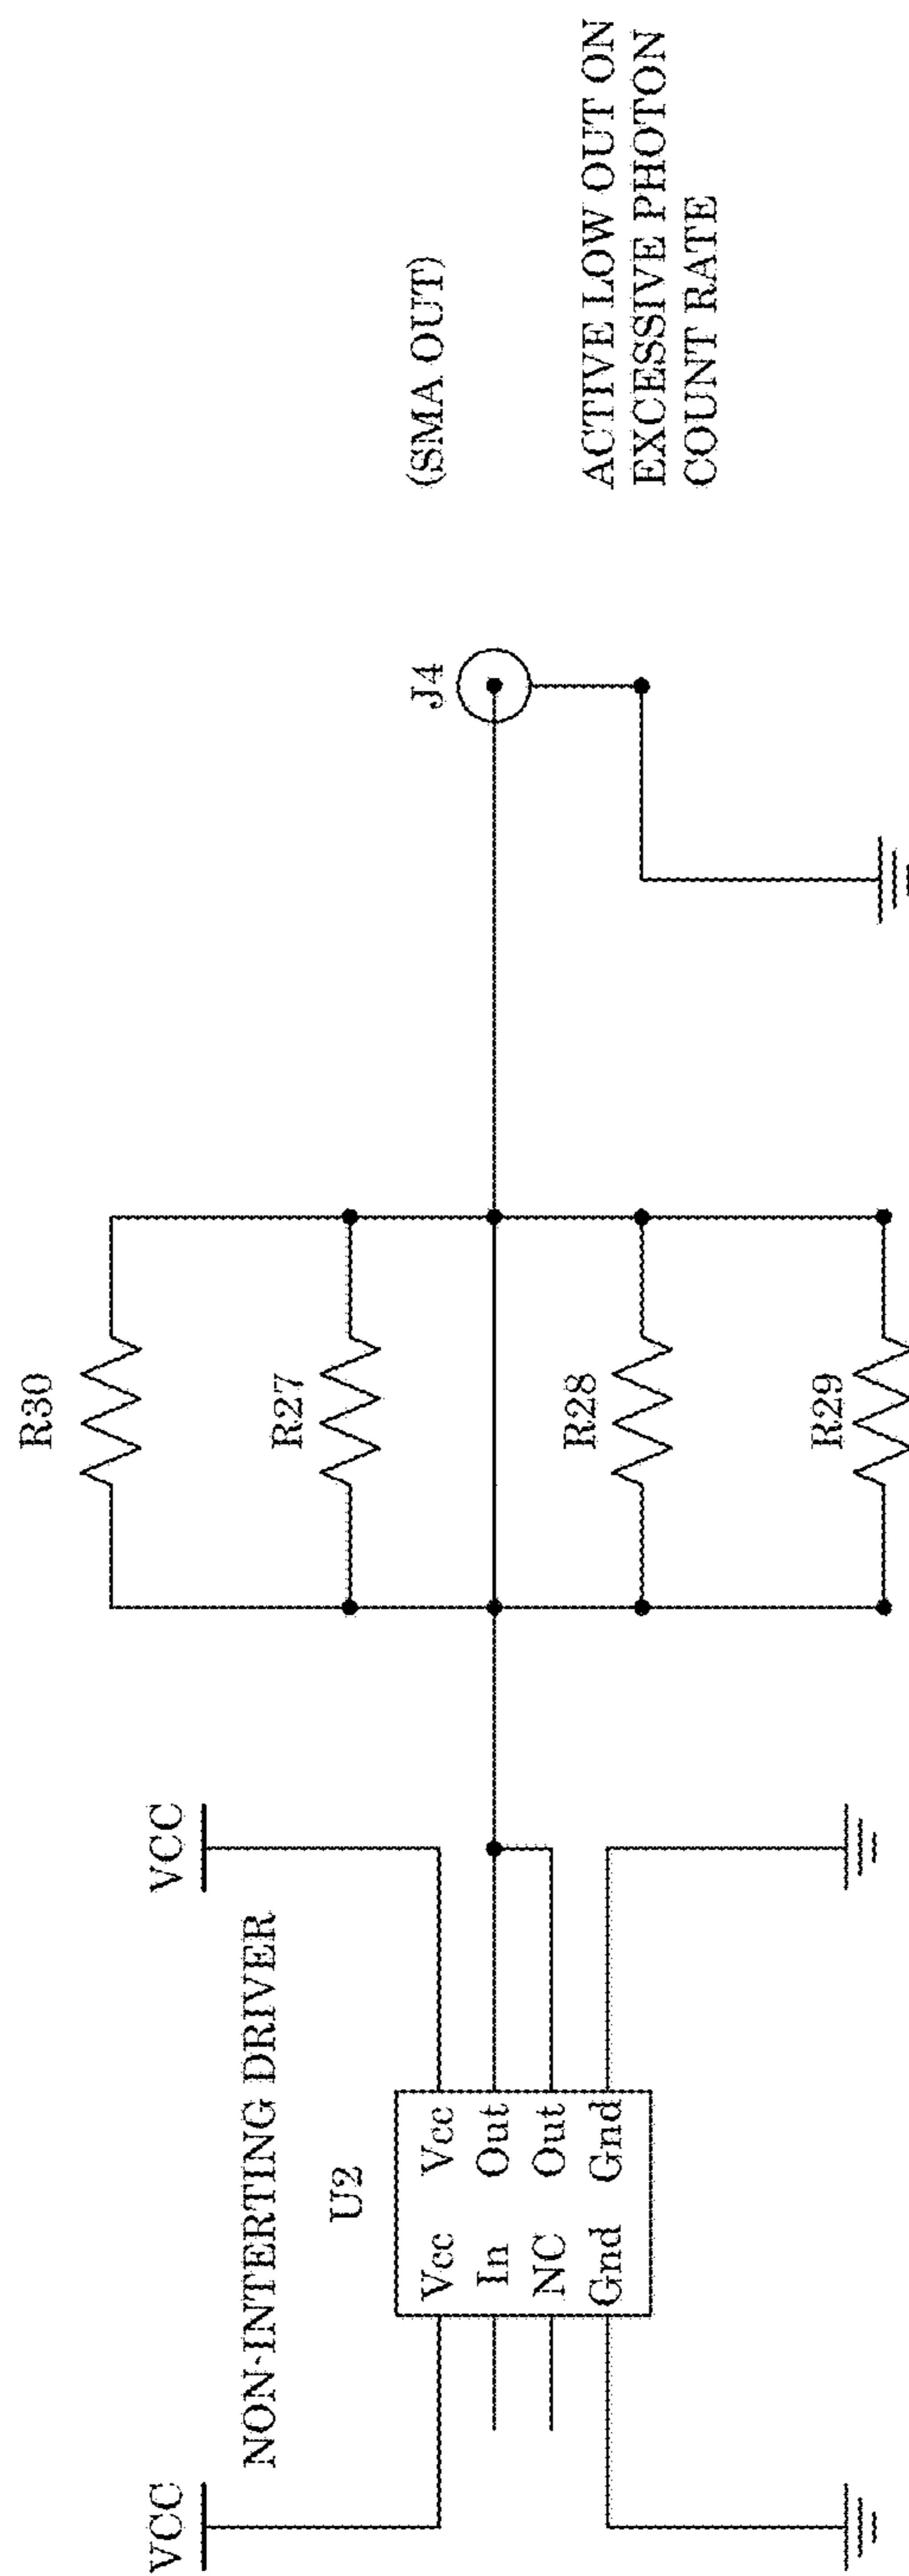 VCC
NON-INTERTING DRIVER
VCC
U2
Vcc Vcc
In Out
NC Out
Gnd Gnd
R30
R27
R28
R29
J4
(SMA OUT)
ACTIVE LOW OUT ON
EXCESSIVE PHOTON
COUNT RATE